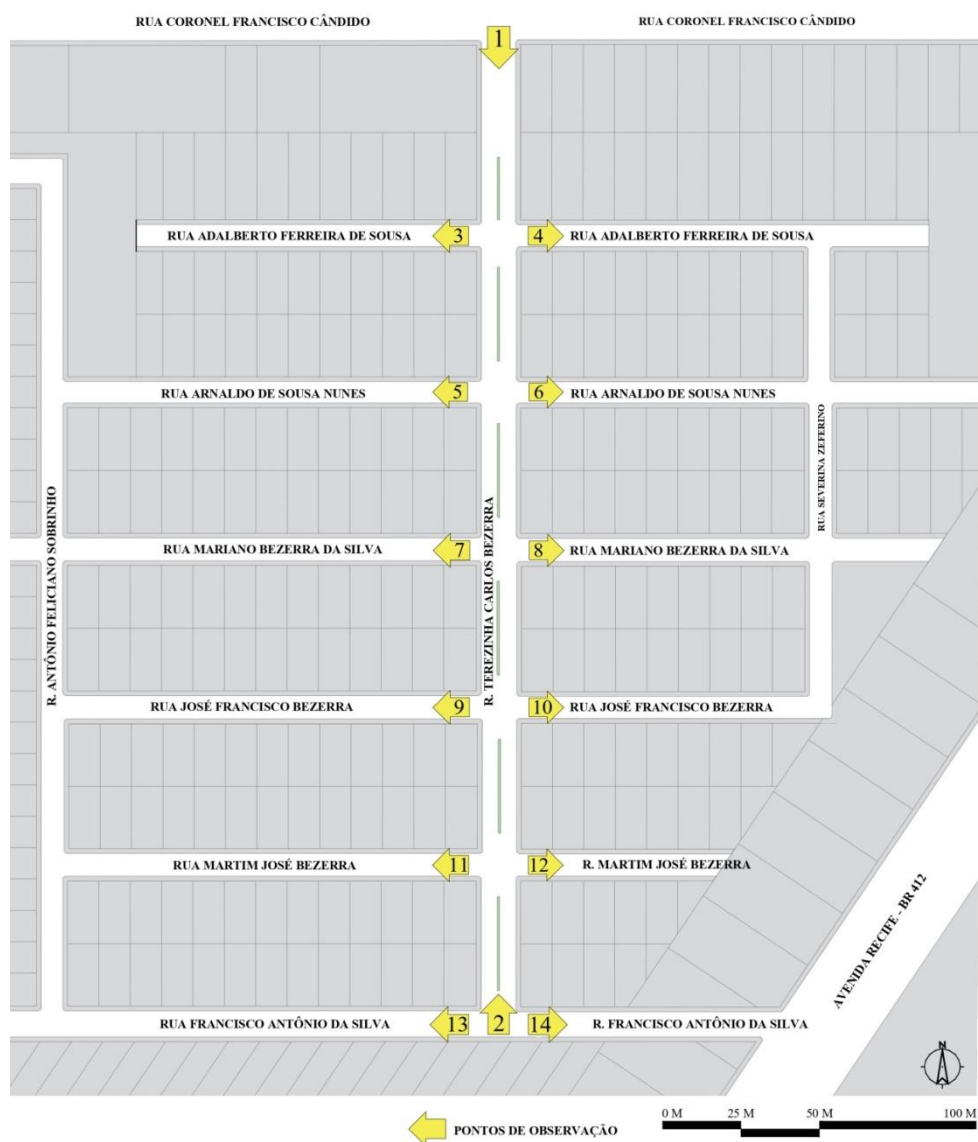 RUA CORONEL FRANCISCO CÂNDIDO
RUA CORONEL FRANCISCO CÂNDIDO
1
RUA ADALBERTO FERREIRA DE SOUSA
3
4
RUA ADALBERTO FERREIRA DE SOUSA
RUA ARNALDO DE SOUSA NUNES
5
6
RUA ARNALDO DE SOUSA NUNES
RUA SEVERINA ZEFERINO
R. ANTÔNIO FELICIANO SOBRINHO
R. TEREZINHA CARLOS BEZERRA
RUA MARIANO BEZERRA DA SILVA
7
8
RUA MARIANO BEZERRA DA SILVA
RUA JOSÉ FRANCISCO BEZERRA
9
10
RUA JOSÉ FRANCISCO BEZERRA
RUA MARTIM JOSÉ BEZERRA
11
12
R. MARTIM JOSÉ BEZERRA
AVENIDA RECIFE - BR 412
RUA FRANCISCO ANTÔNIO DA SILVA
13
2
14
R. FRANCISCO ANTÔNIO DA SILVA
N
PONTOS DE OBSERVAÇÃO
0 M 25 M 50 M 100 M